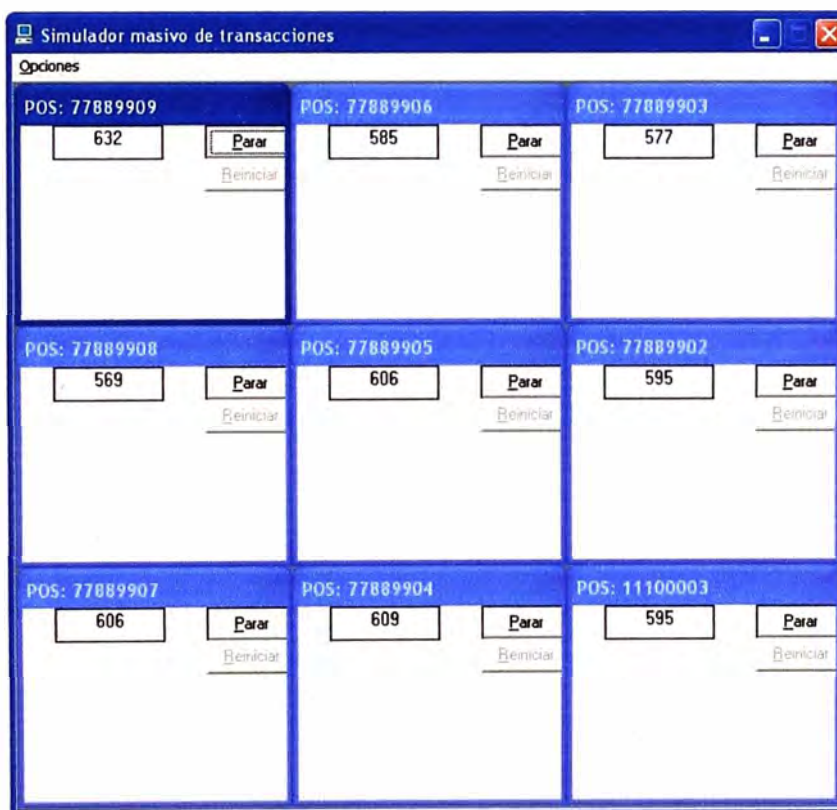 Simulador masivo de transacciones
Opciones
POS: 77889909
632
Parar
Reiniciar
POS: 77889906
585
Parar
Reiniciar
POS: 77889903
577
Parar
Reiniciar
POS: 77889908
569
Parar
Reiniciar
POS: 77889905
606
Parar
Reiniciar
POS: 77889902
595
Parar
Reiniciar
POS: 77889907
606
Parar
Reiniciar
POS: 77889904
609
Parar
Reiniciar
POS: 11100003
595
Parar
Reiniciar